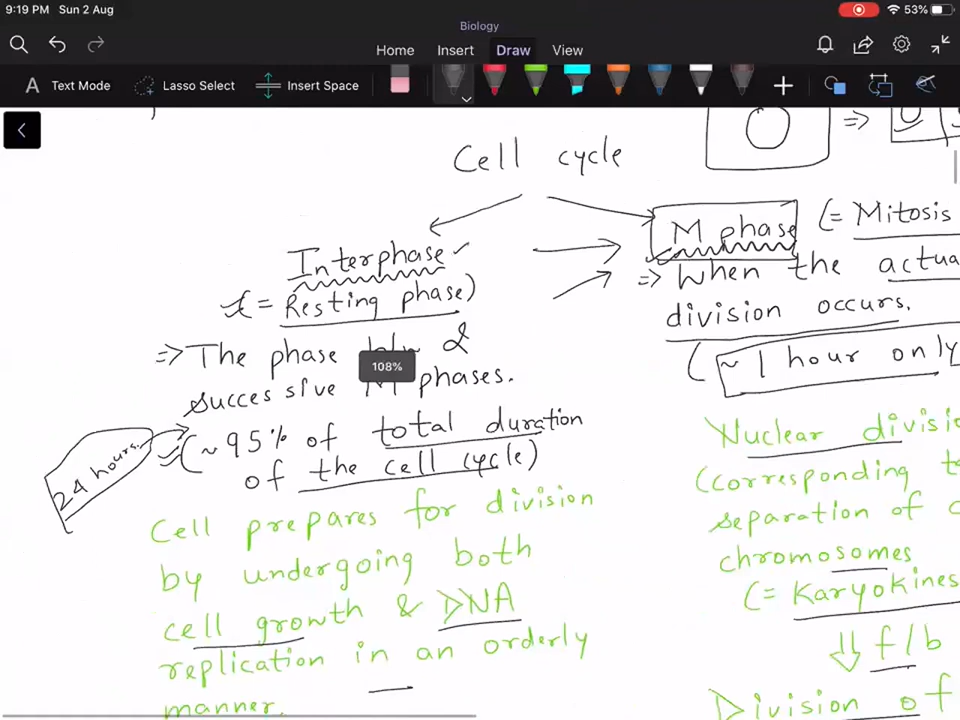 9:19 PM Sun 2 Aug
53%
Biology
Home Insert Draw View
A Text Mode Lasso Select Insert Space
Cell cycle
Interphase
(= Resting phase)
=> The phase b/w 2
successive M phases.
24 hours.
(~95% of total duration
of the cell cycle)
108%
Cell prepares for division
by undergoing both
cell growth & DNA
replication in an orderly
manner.
=>
M phase (= Mitosis
=> When the actua
division occurs.
(~ 1 hour only
Nuclear divisi
(corresponding t
separation of c
chromosomes
(= Karyokines
⇓ f/b
Division of